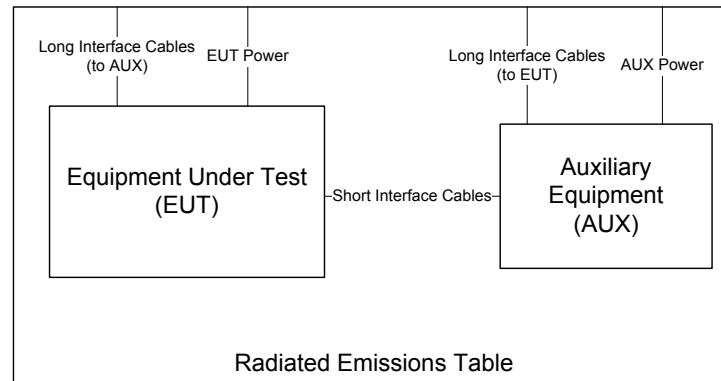 Long Interface Cables
(to AUX)
EUT Power
Long Interface Cables
(to EUT)
AUX Power
Equipment Under Test
(EUT)
Short Interface Cables
Auxiliary
Equipment
(AUX)
Radiated Emissions Table